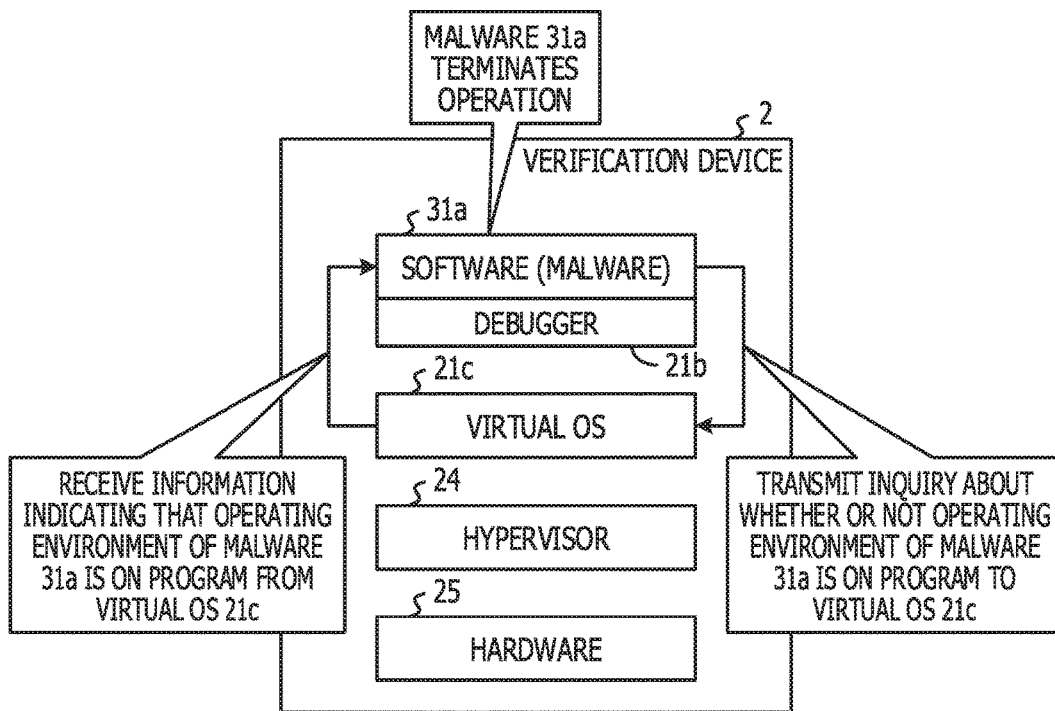 MALWARE 31a
TERMINATES
OPERATION
2
VERIFICATION DEVICE
31a
SOFTWARE (MALWARE)
DEBUGGER
21b
21c
VIRTUAL OS
RECEIVE INFORMATION
INDICATING THAT OPERATING
ENVIRONMENT OF MALWARE
31a IS ON PROGRAM FROM
VIRTUAL OS 21c
TRANSMIT INQUIRY ABOUT
WHETHER OR NOT OPERATING
ENVIRONMENT OF MALWARE
31a IS ON PROGRAM TO
VIRTUAL OS 21c
24
HYPERVISOR
25
HARDWARE